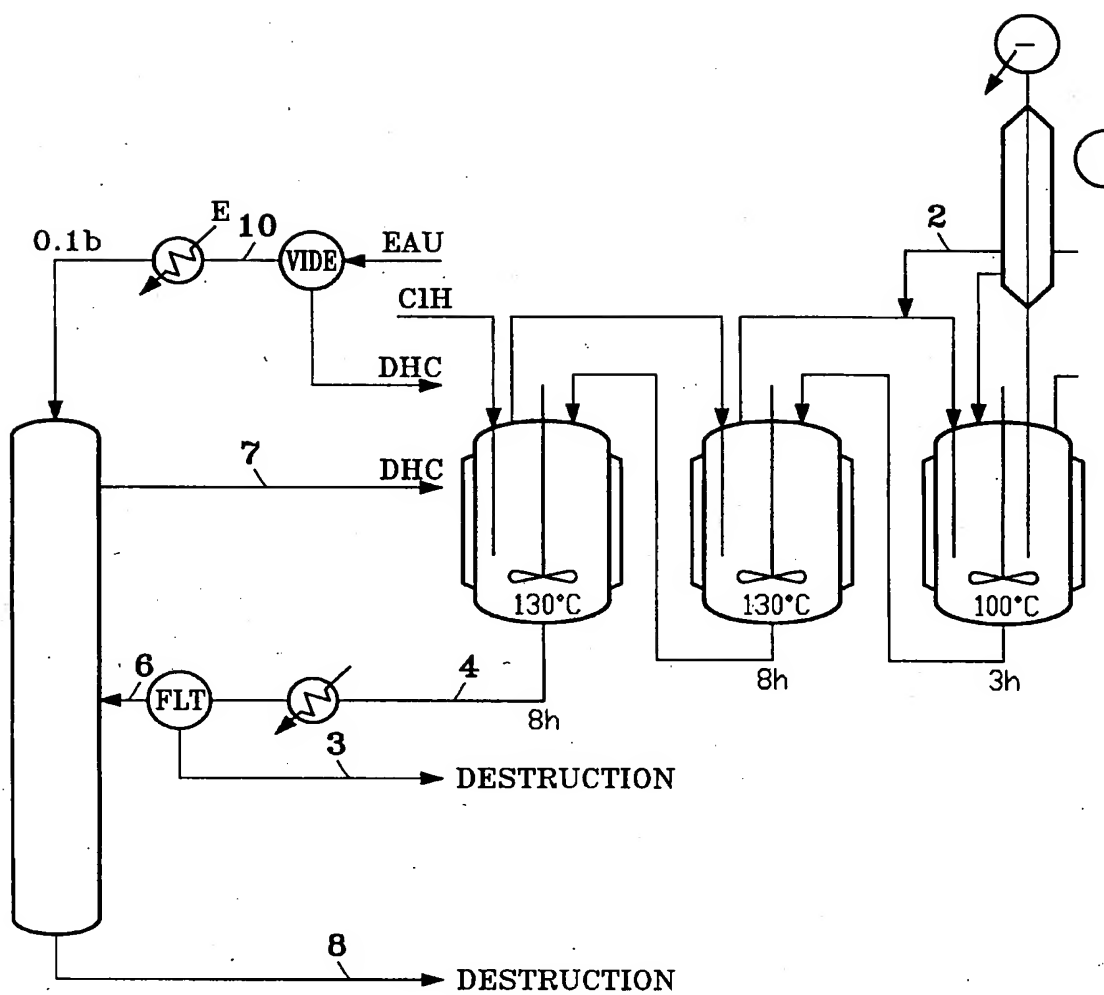 2
E
10
0.1b
VIDE
EAU
C1H
DHC
7
DHC
130°C
130°C
100°C
6
FLT
4
8h
8h
3h
3
DESTRUCTION
8
DESTRUCTION